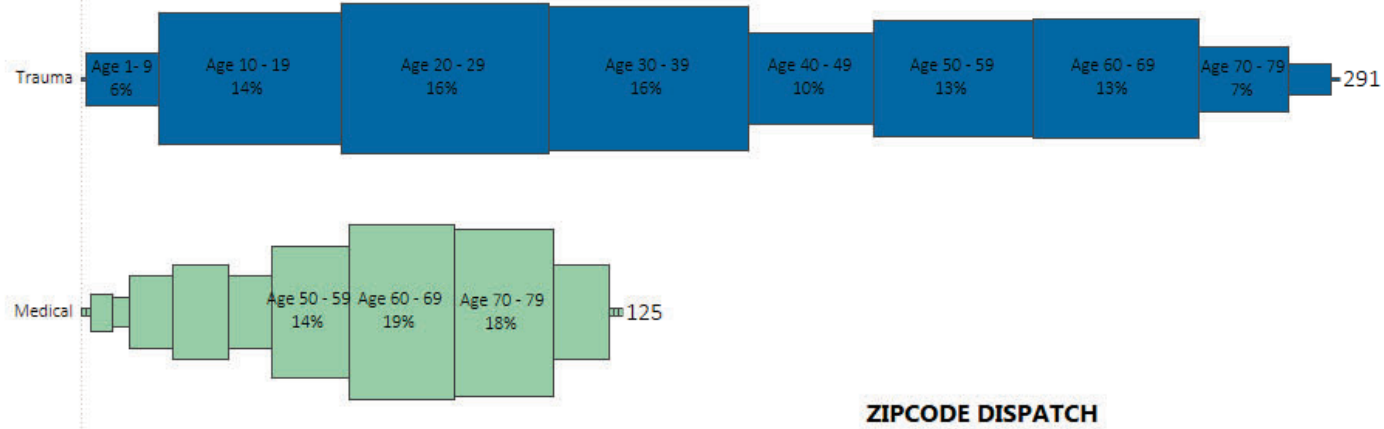 Trauma
Age 1- 9
6%
Age 10 - 19
14%
Age 20 - 29
16%
Age 30 - 39
16%
Age 40 - 49
10%
Age 50 - 59
13%
Age 60 - 69
13%
Age 70 - 79
7%
291
Medical
Age 50 - 59
14%
Age 60 - 69
19%
Age 70 - 79
18%
125
ZIPCODE DISPATCH